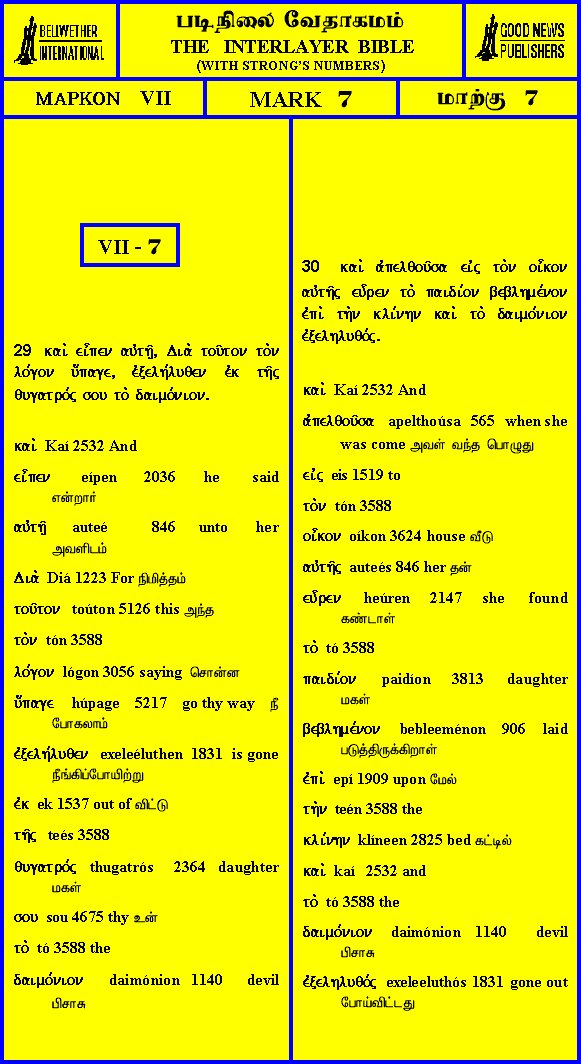 BELLWETHER
INTERNATIONAL
படிநிலை வேதாகமம்
THE INTERLAYER BIBLE
(WITH STRONG'S NUMBERS)
GOOD NEWS
PUBLISHERS
ΜΑΡΚΟΝ VII
MARK 7
மாற்கு 7
VII - 7
29 καὶ εἶπεν αὐτῇ, Διὰ τοῦτον τὸν
λόγον ὕπαγε, ἐξελήλυθεν ἐκ τῆς
θυγατρός σου τὸ δαιμόνιον.
καὶ Kaí 2532 And
εἶπεν eípen 2036 he said
என்றார்
αὐτῇ auteé 846 unto her
அவளிடம்
Διὰ Diá 1223 For நிமித்தம்
τοῦτον toúton 5126 this அந்த
τὸν tón 3588
λόγον lógon 3056 saying சொன்ன
ὕπαγε húpage 5217 go thy way நீ
போகலாம்
ἐξελήλυθεν exeleéluthen 1831 is gone
நீங்கிப்போயிற்று
ἐκ ek 1537 out of விட்டு
τῆς teés 3588
θυγατρός thugatrós 2364 daughter
மகள்
σου sou 4675 thy உன்
τὸ tó 3588 the
δαιμόνιον daimónion 1140 devil
பிசாசு
30 καὶ ἀπελθοῦσα εἰς τὸν οἶκον
αὐτῆς εὗρεν τὸ παιδίον βεβλημένον
ἐπὶ τὴν κλίνην καὶ τὸ δαιμόνιον
ἐξεληλυθός.
καὶ Kaí 2532 And
ἀπελθοῦσα apelthoúsa 565 when she
was come அவள் வந்த பொழுது
εἰς eis 1519 to
τὸν tón 3588
οἶκον oíkon 3624 house வீடு
αὐτῆς auteés 846 her தன்
εὗρεν heúren 2147 she found
கண்டாள்
τὸ tó 3588
παιδίον paidíon 3813 daughter
மகள்
βεβλημένον bebleeménon 906 laid
படுத்திருக்கிறாள்
ἐπὶ epí 1909 upon மேல்
τὴν teén 3588 the
κλίνην klíneen 2825 bed கட்டில்
καὶ kaí 2532 and
τὸ tó 3588 the
δαιμόνιον daimónion 1140 devil
பிசாசு
ἐξεληλυθός exeleeluthós 1831 gone out
போய்விட்டது